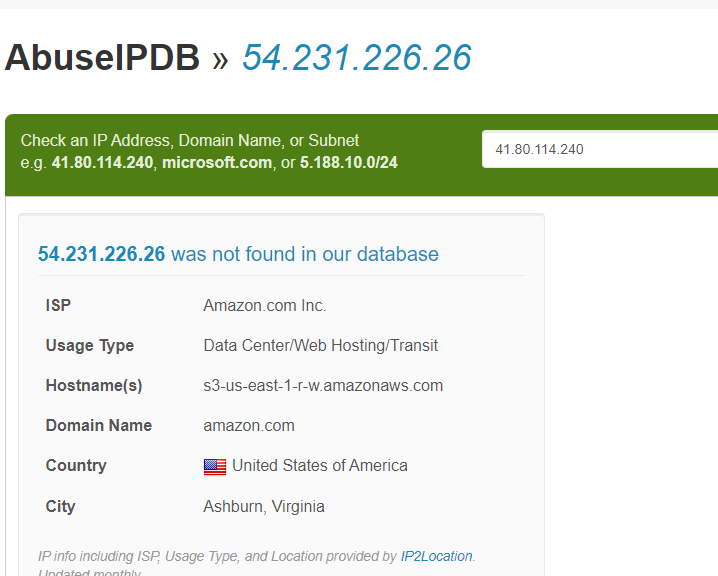 AbuseIPDB » 54.231.226.26
Check an IP Address, Domain Name, or Subnet
e.g. 41.80.114.240, microsoft.com, or 5.188.10.0/24
41.80.114.240
54.231.226.26 was not found in our database
ISP Amazon.com Inc.
Usage Type Data Center/Web Hosting/Transit
Hostname(s) s3-us-east-1-r-w.amazonaws.com
Domain Name amazon.com
Country United States of America
City Ashburn, Virginia
IP info including ISP, Usage Type, and Location provided by IP2Location.
Updated monthly.